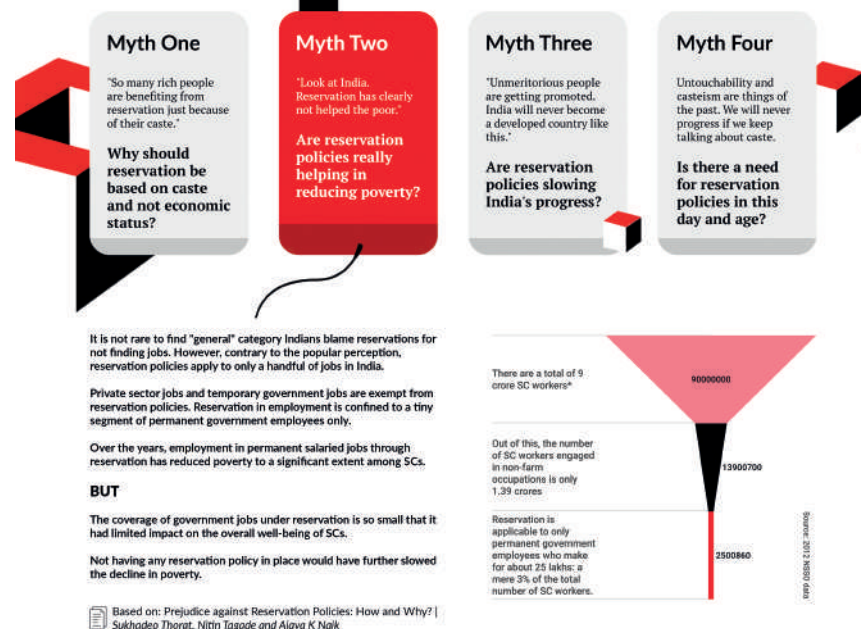 Myth One
"So many rich people
are benefiting from
reservation just because
of their caste."
Why should
reservation be
based on caste
and not economic
status?
Myth Two
"Look at India.
Reservation has clearly
not helped the poor."
Are reservation
policies really
helping in
reducing poverty?
Myth Three
"Unmeritorious people
are getting promoted.
India will never become
a developed country like
this."
Are reservation
policies slowing
India's progress?
Myth Four
Untouchability and
casteism are things of
the past. We will never
progress if we keep
talking about caste.
Is there a need
for reservation
policies in this
day and age?
It is not rare to find "general" category Indians blame reservations for
not finding jobs. However, contrary to the popular perception,
reservation policies apply to only a handful of jobs in India.
Private sector jobs and temporary government jobs are exempt from
reservation policies. Reservation in employment is confined to a tiny
segment of permanent government employees only.
Over the years, employment in permanent salaried jobs through
reservation has reduced poverty to a significant extent among SCs.
BUT
The coverage of government jobs under reservation is so small that it
had limited impact on the overall well-being of SCs.
Not having any reservation policy in place would have further slowed
the decline in poverty.
Based on: Prejudice against Reservation Policies: How and Why? |
Sukhadeo Thorat, Nitin Tagade and Ajaya K Naik
There are a total of 9
crore SC workers*
90000000
Out of this, the number
of SC workers engaged
in non-farm
occupations is only
1.39 crores
13900700
Reservation is
applicable to only
permanent government
employees who make
for about 25 lakhs: a
mere 3% of the total
number of SC workers.
2500860
Source: 2012 NSSO data